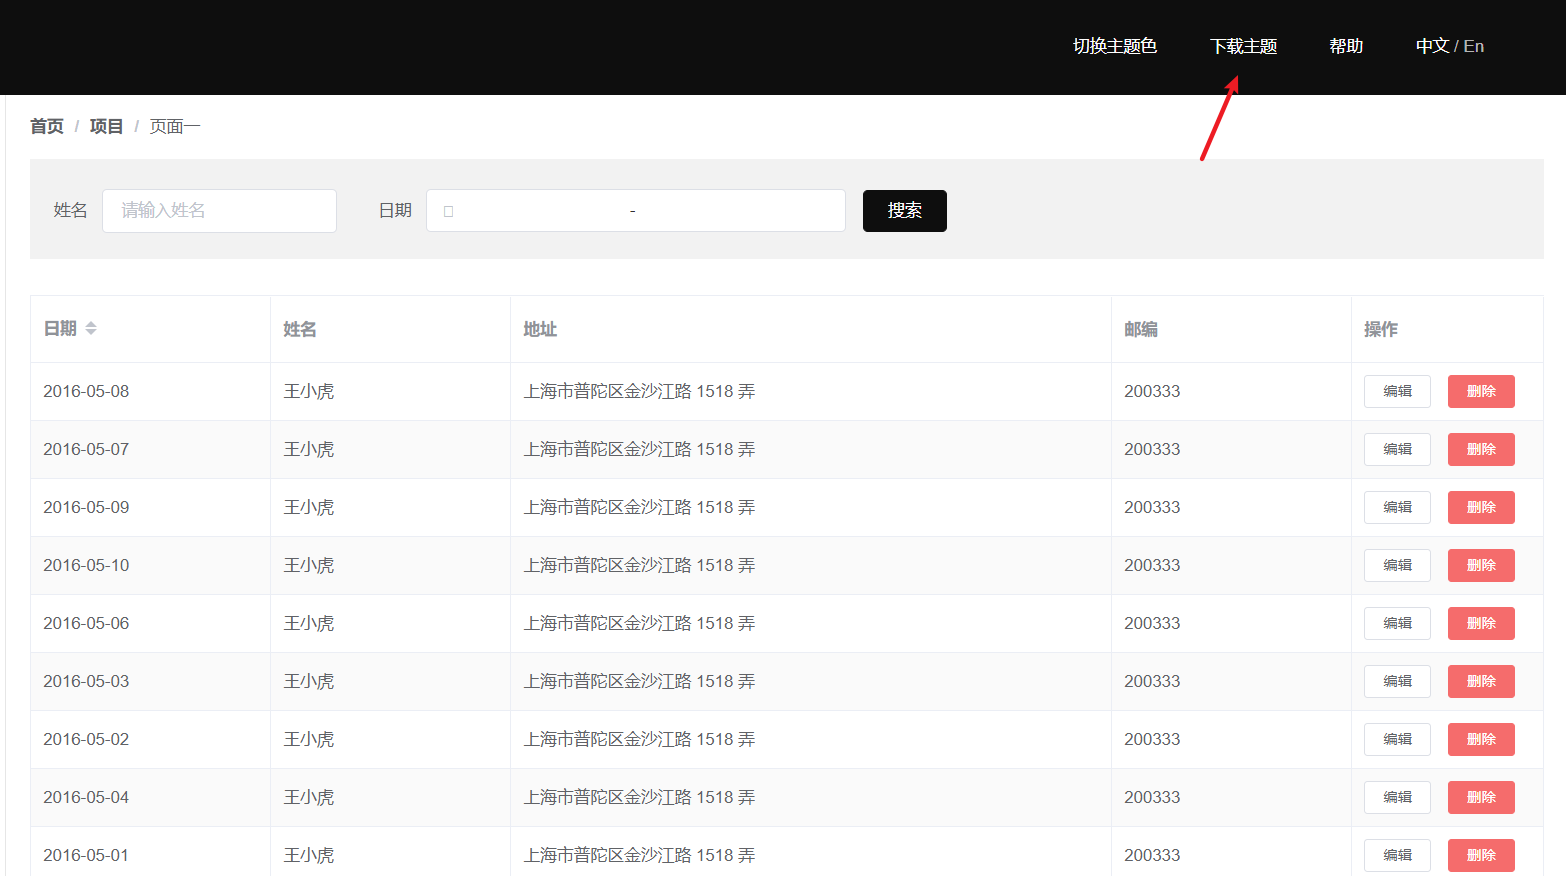 切换主题色 下载主题 帮助 中文 / En
首页 / 项目 / 页面一
姓名 请输入姓名 日期 - 搜索
日期 姓名 地址 邮编 操作
2016-05-08 王小虎 上海市普陀区金沙江路 1518 弄 200333 编辑 删除
2016-05-07 王小虎 上海市普陀区金沙江路 1518 弄 200333 编辑 删除
2016-05-09 王小虎 上海市普陀区金沙江路 1518 弄 200333 编辑 删除
2016-05-10 王小虎 上海市普陀区金沙江路 1518 弄 200333 编辑 删除
2016-05-06 王小虎 上海市普陀区金沙江路 1518 弄 200333 编辑 删除
2016-05-03 王小虎 上海市普陀区金沙江路 1518 弄 200333 编辑 删除
2016-05-02 王小虎 上海市普陀区金沙江路 1518 弄 200333 编辑 删除
2016-05-04 王小虎 上海市普陀区金沙江路 1518 弄 200333 编辑 删除
2016-05-01 王小虎 上海市普陀区金沙江路 1518 弄 200333 编辑 删除